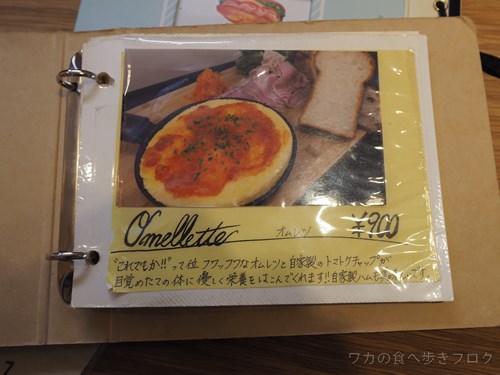 Omellette
オムレツ ¥900
"これでもか!!"って位 フワッフワなオムレツと自家製のトマトケチャップが
目覚めたての体に優しく栄養をはこんでくれます!!自家製ハムも
ワカの食べ歩きブログ